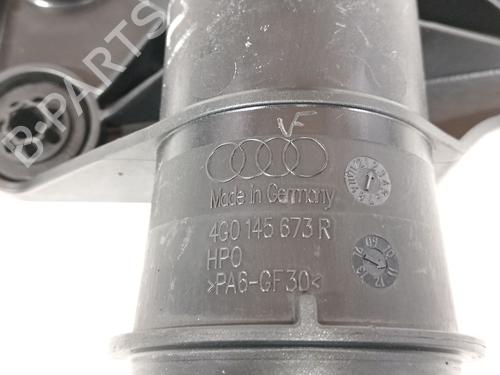 B-PARTS
VF
Made In Germany
4G0 145 673 R
HPO
>PA6-GF30<